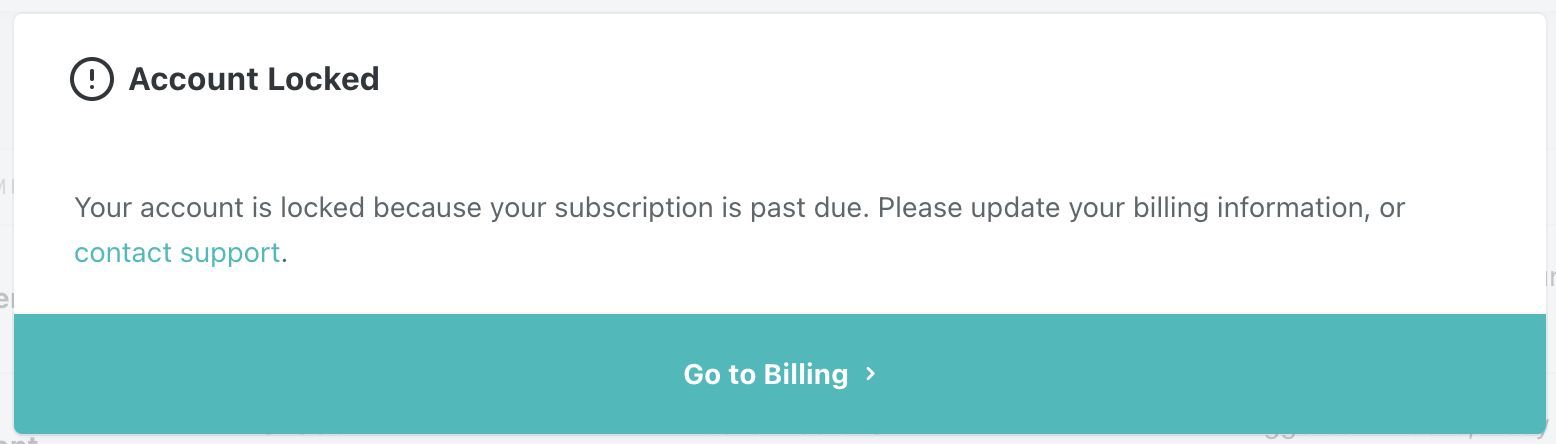 Account Locked
Your account is locked because your subscription is past due. Please update your billing information, or
contact support.
Go to Billing